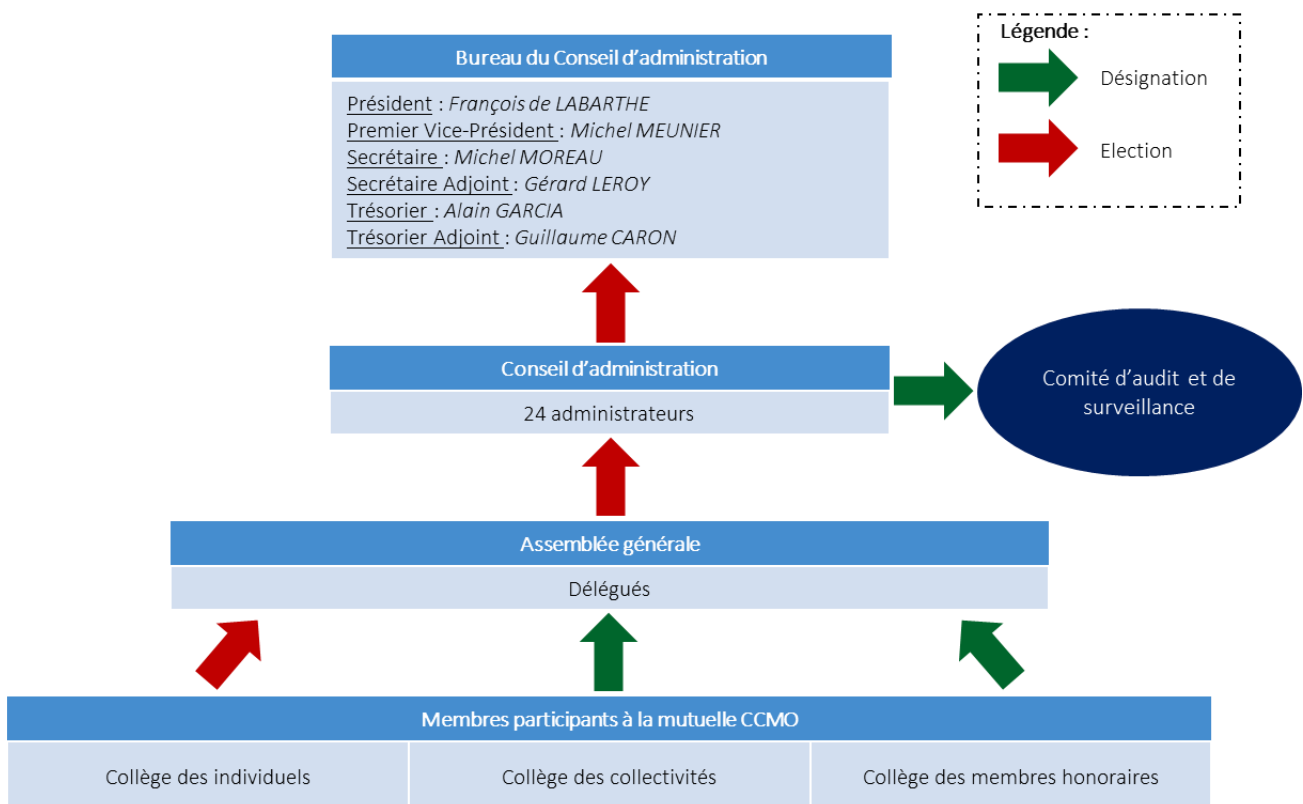 Bureau du Conseil d'administration
Président : François de LABARTHE
Premier Vice-Président : Michel MEUNIER
Secrétaire : Michel MOREAU
Secrétaire Adjoint : Gérard LEROY
Trésorier : Alain GARCIA
Trésorier Adjoint : Guillaume CARON
Légende :
Désignation
Election
Conseil d'administration
24 administrateurs
Comité d'audit et de
surveillance
Assemblée générale
Délégués
Membres participants à la mutuelle CCMO
Collège des individuels
Collège des collectivités
Collège des membres honoraires